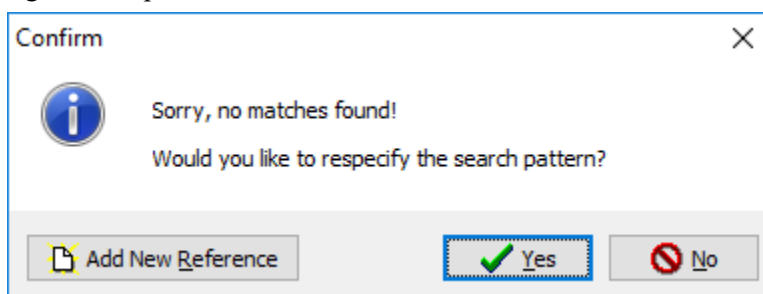 Confirm
Sorry, no matches found!
Would you like to respecify the search pattern?
Add New Reference
Yes
No